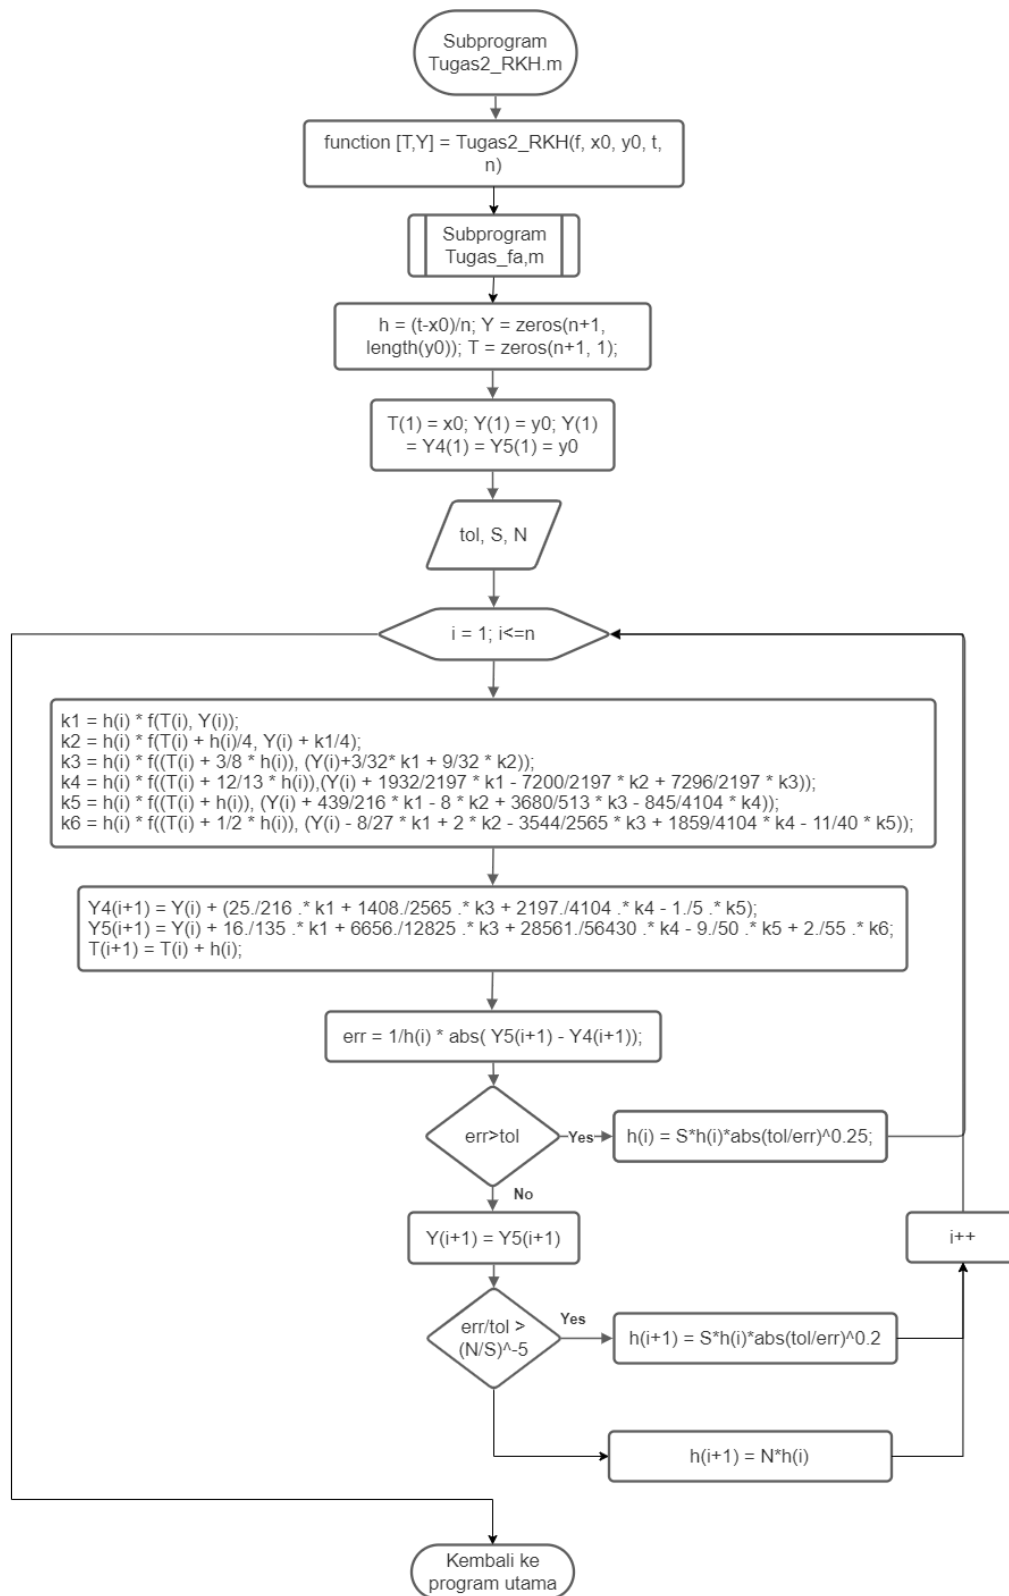 Subprogram
Tugas2_RKH.m
function [T,Y] = Tugas2_RKH(f, x0, y0, t,
n)
Subprogram
Tugas_fa,m
h = (t-x0)/n; Y = zeros(n+1,
length(y0)); T = zeros(n+1, 1);
T(1) = x0; Y(1) = y0; Y(1)
= Y4(1) = Y5(1) = y0
tol, S, N
i = 1; i<=n
k1 = h(i) * f(T(i), Y(i));
k2 = h(i) * f(T(i) + h(i)/4, Y(i) + k1/4);
k3 = h(i) * f((T(i) + 3/8 * h(i)), (Y(i)+3/32* k1 + 9/32 * k2));
k4 = h(i) * f((T(i) + 12/13 * h(i)),(Y(i) + 1932/2197 * k1 - 7200/2197 * k2 + 7296/2197 * k3));
k5 = h(i) * f((T(i) + h(i)), (Y(i) + 439/216 * k1 - 8 * k2 + 3680/513 * k3 - 845/4104 * k4));
k6 = h(i) * f((T(i) + 1/2 * h(i)), (Y(i) - 8/27 * k1 + 2 * k2 - 3544/2565 * k3 + 1859/4104 * k4 - 11/40 * k5));
Y4(i+1) = Y(i) + (25./216 .* k1 + 1408./2565 .* k3 + 2197./4104 .* k4 - 1./5 .* k5);
Y5(i+1) = Y(i) + 16./135 .* k1 + 6656./12825 .* k3 + 28561./56430 .* k4 - 9./50 .* k5 + 2./55 .* k6;
T(i+1) = T(i) + h(i);
err = 1/h(i) * abs( Y5(i+1) - Y4(i+1));
err>tol
Yes
h(i) = S*h(i)*abs(tol/err)^0.25;
No
Y(i+1) = Y5(i+1)
i++
err/tol >
(N/S)^-5
Yes
h(i+1) = S*h(i)*abs(tol/err)^0.2
h(i+1) = N*h(i)
Kembali ke
program utama